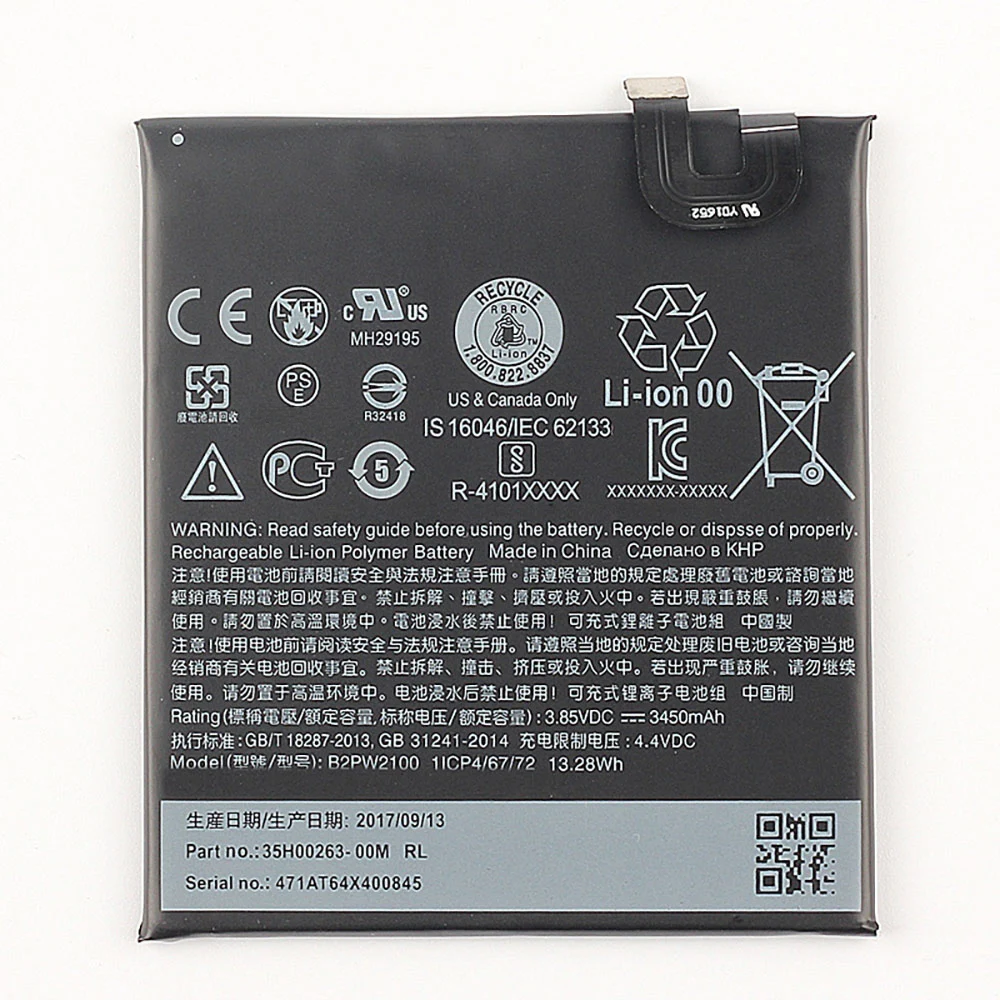 YD1652
CE
c RU US
MH29195
RECYCLE
RBRC
Li-ion
TM
1.800.822.8837
US & Canada Only
Li-ion 00
廢電池請回收
PS
E
R32418
IS 16046/IEC 62133
PCT
5
S
R-4101XXXX
XXXXXXX-XXXXX
WARNING: Read safety guide before using the battery. Recycle or dispsse of properly.
Rechargeable Li-ion Polymer Battery Made in China Сделано в КНР
注意!使用電池前請閱讀安全與法規注意手冊。請遵照當地的規定處理廢舊電池或諮詢當地
經銷商有關電池回收事宜。禁止拆解、撞擊、擠壓或投入火中。若出現嚴重鼓脹，請勿繼續
使用。請勿置於高溫環境中。電池浸水後禁止使用！可充式鋰離子電池組 中國製
注意!使用电池前请阅读安全与法规注意手册。请遵照当地的规定处理废旧电池或咨询当地
经销商有关电池回收事宜。禁止拆解、撞击、挤压或投入火中。若出现严重鼓胀，请勿继续
使用。请勿置于高温环境中。电池浸水后禁止使用！可充式锂离子电池组 中国制
Rating(標稱電壓/額定容量,标称电压/额定容量): 3.85VDC ⎓ 3450mAh
执行标准:GB/T 18287-2013, GB 31241-2014 充电限制电压: 4.4VDC
Model(型號/型号): B2PW2100 1ICP4/67/72 13.28Wh
生産日期/生产日期: 2017/09/13
Part no.: 35H00263-00M RL
Serial no.: 471AT64X400845